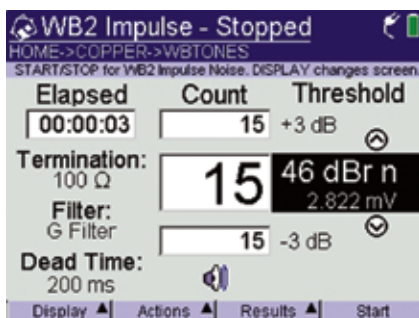 WB2 Impulse - Stopped
HOME->COPPER->WBTONES
START/STOP for WB2 Impulse Noise. DISPLAY changes screen
Elapsed Count Threshold
00:00:03 15 +3 dB
Termination:
100 Ω
15 46 dBr n
2.822 mV
Filter:
G Filter
15 -3 dB
Dead Time:
200 ms
Display Actions Results Start